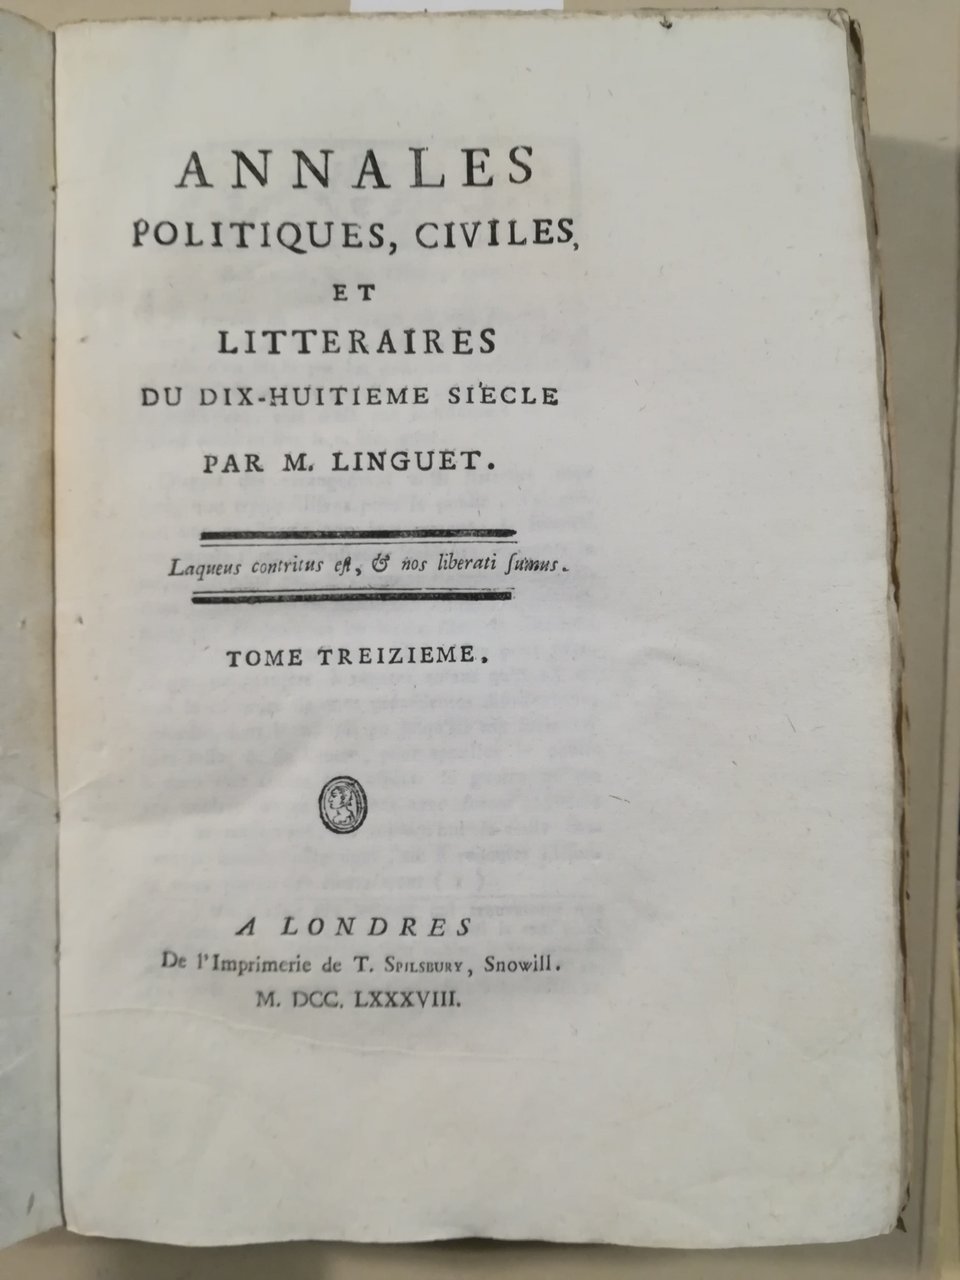 ANNALES
POLITIQUES, CIVILES,
ET
LITTERAIRES
DU DIX-HUITIEME SIÈCLE
PAR M. LINGUET.
Laqueus contritus eſt, & nos liberati ſumus.
TOME TREIZIEME.
A LONDRES
De l'Imprimerie de T. SPILSBURY, Snowill.
M. DCC. LXXXVIII.